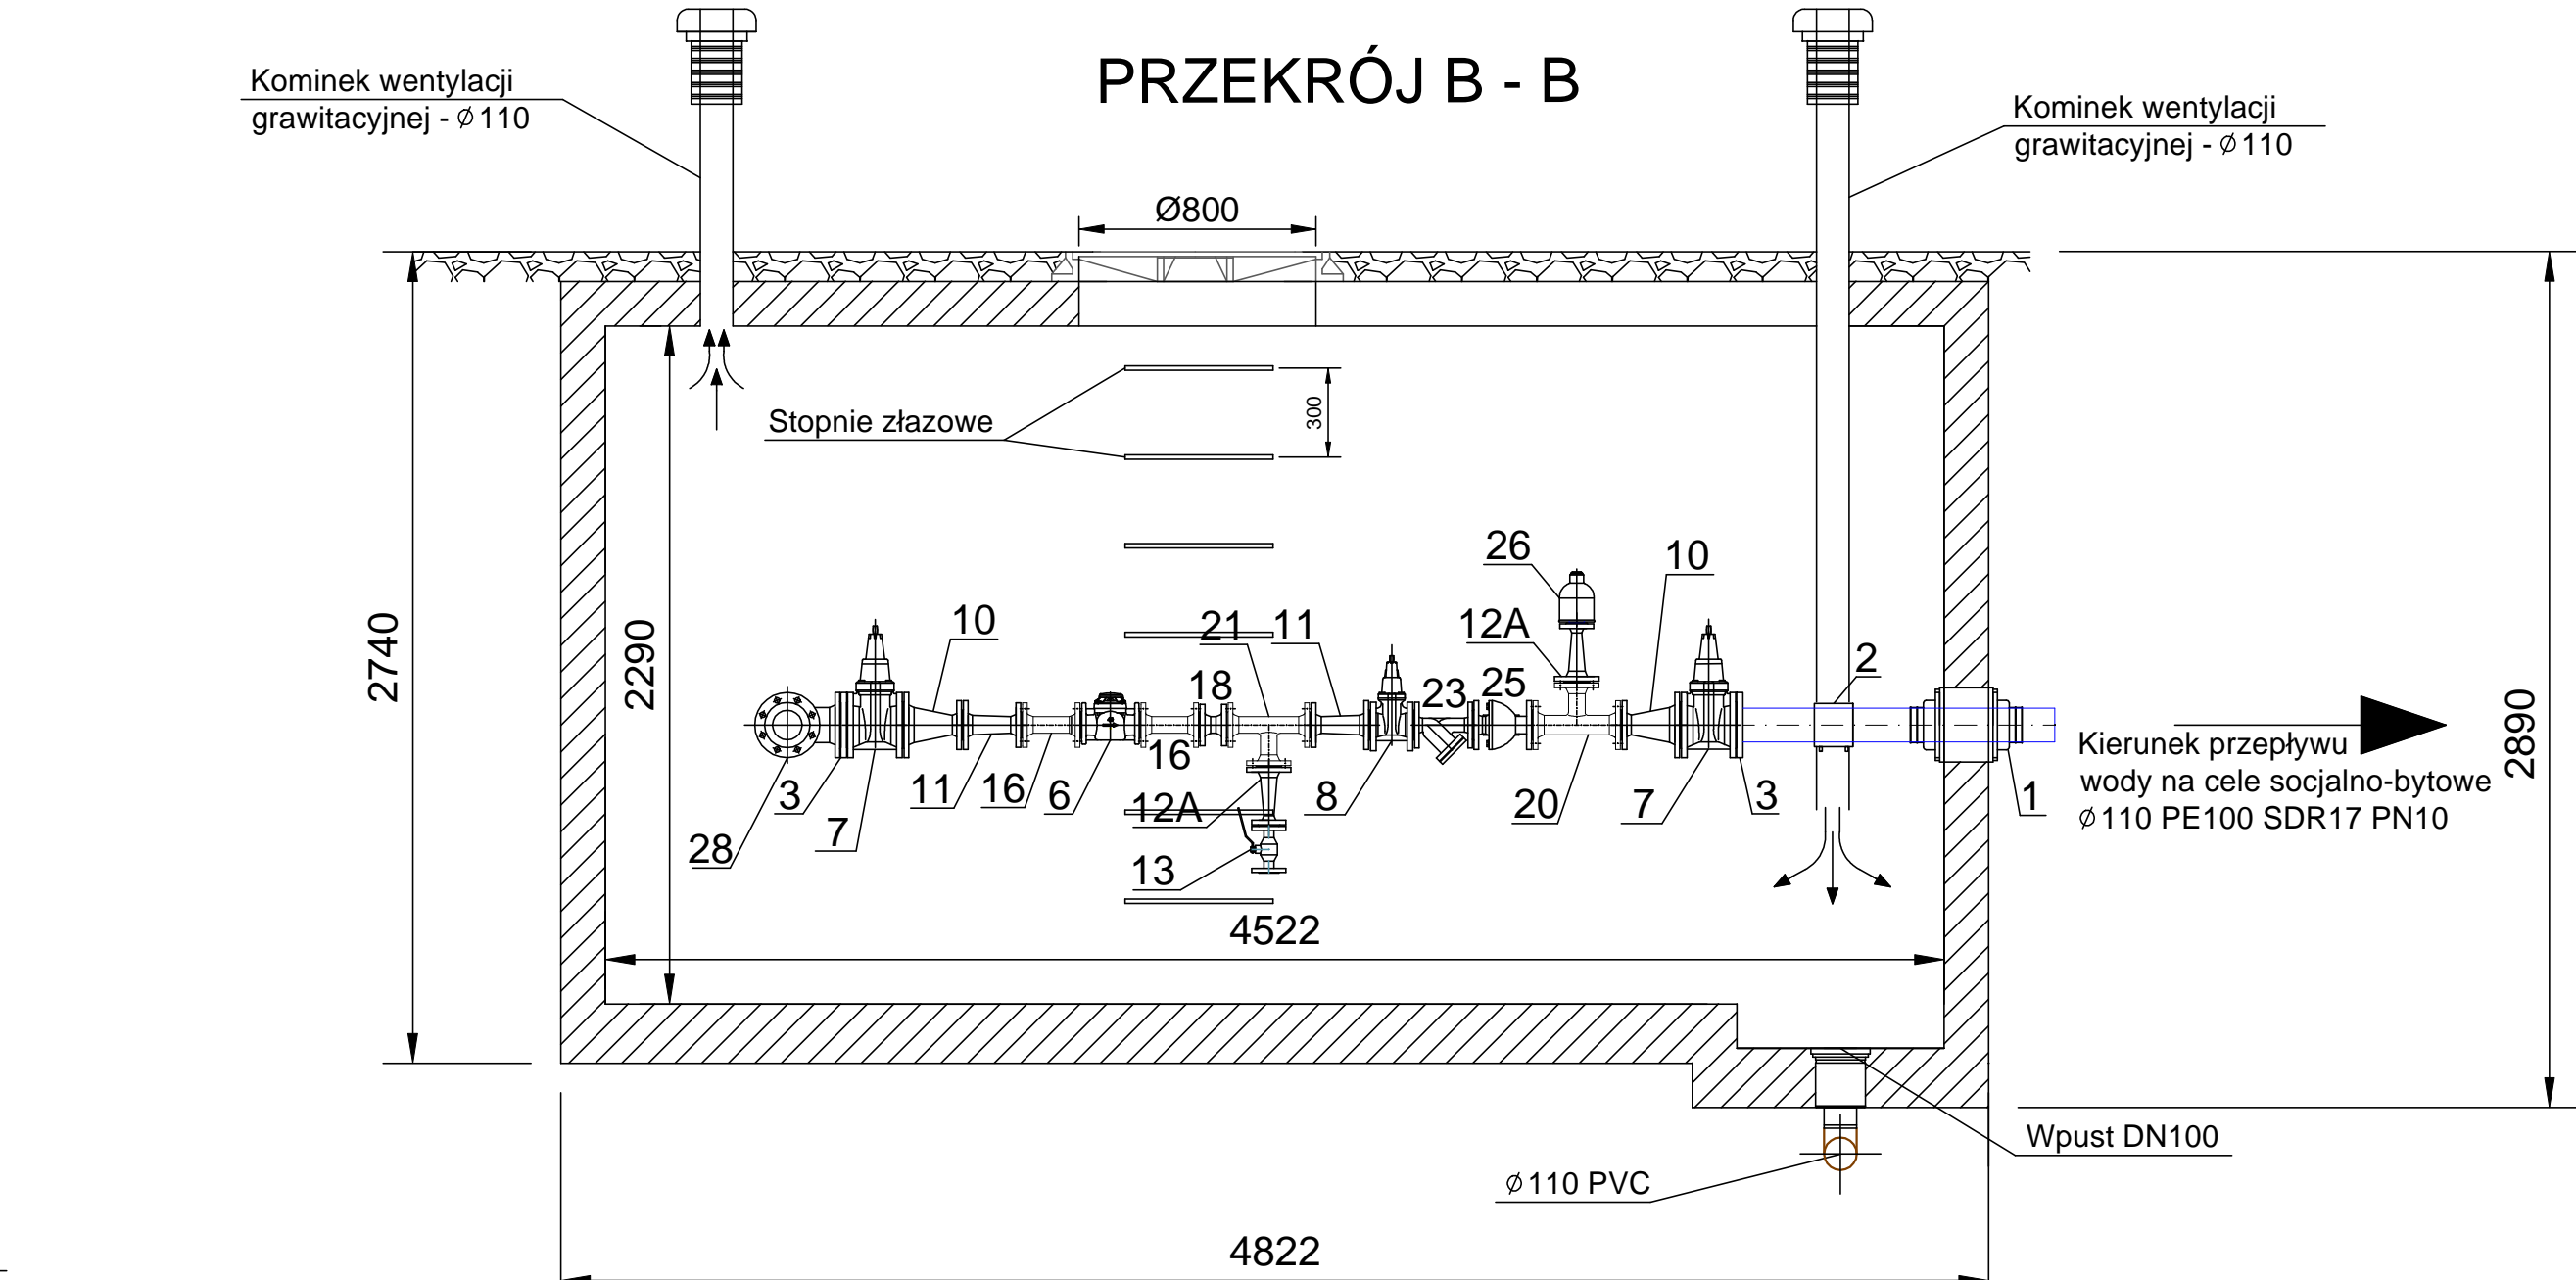 PRZEKRÓJ B - B
Kominek wentylacji
grawitacyjnej - ∅110
Kominek wentylacji
grawitacyjnej - ∅110
Ø800
Stopnie złazowe
300
2740
2290
2890
26
10
12A
10
21
11
2
18
23
25
16
3
11
16
6
12A
8
20
7
3
1
28
7
13
Kierunek przepływu
wody na cele socjalno-bytowe
∅110 PE100 SDR17 PN10
4522
Wpust DN100
∅110 PVC
4822